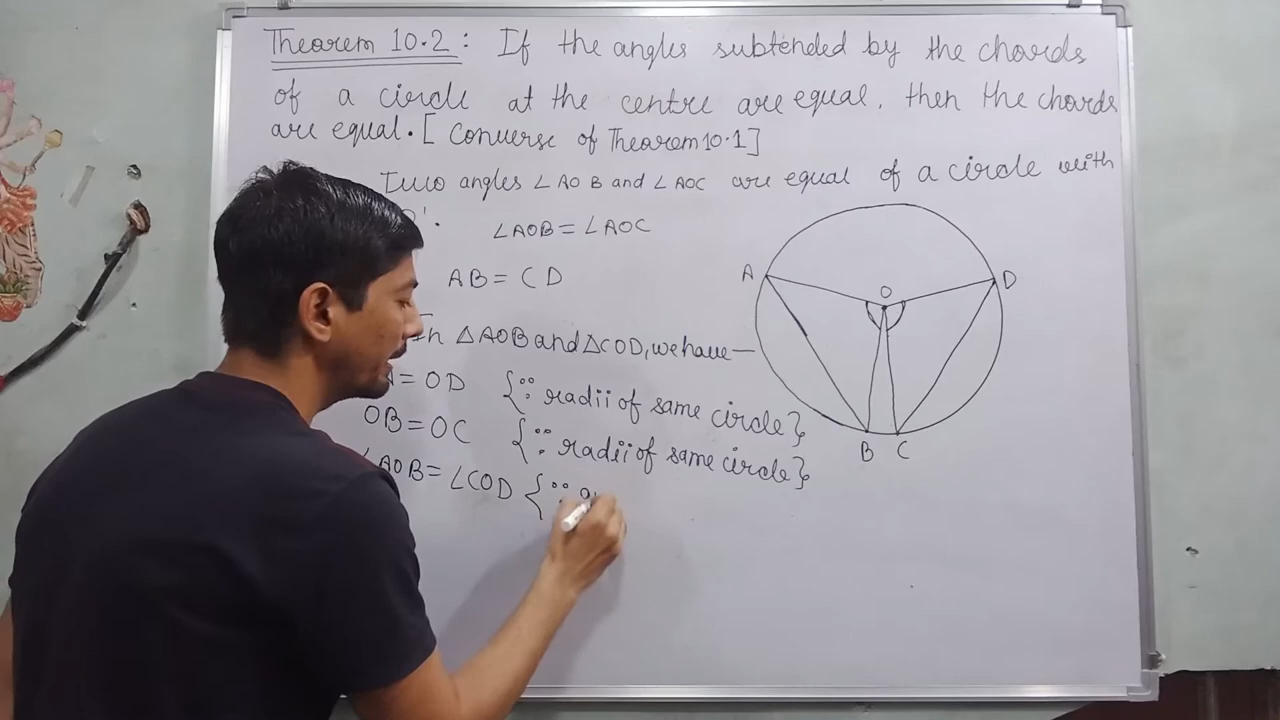 Theorem 10.2: If the angles subtended by the chords
of a circle at the centre are equal, then the chords
are equal. [Converse of Theorem 10.1]
Two angles ∠AOB and ∠AOC are equal of a circle with
∠AOB = ∠AOC
AB = CD
In △AOB and △COD, we have —
= OD {∵ radii of same circle}
OB = OC {∵ radii of same circle}
∠AOB = ∠COD {∵
A
O
D
B C